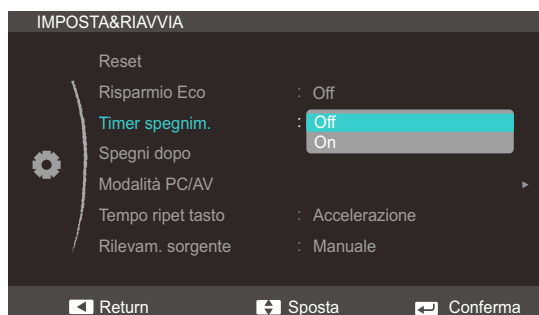 IMPOSTA&RIAVVIA
Reset
Risparmio Eco : Off
Timer spegnim. : Off
On
Spegni dopo
Modalità PC/AV
Tempo ripet tasto : Accelerazione
Rilevam. sorgente : Manuale
Return Sposta Conferma